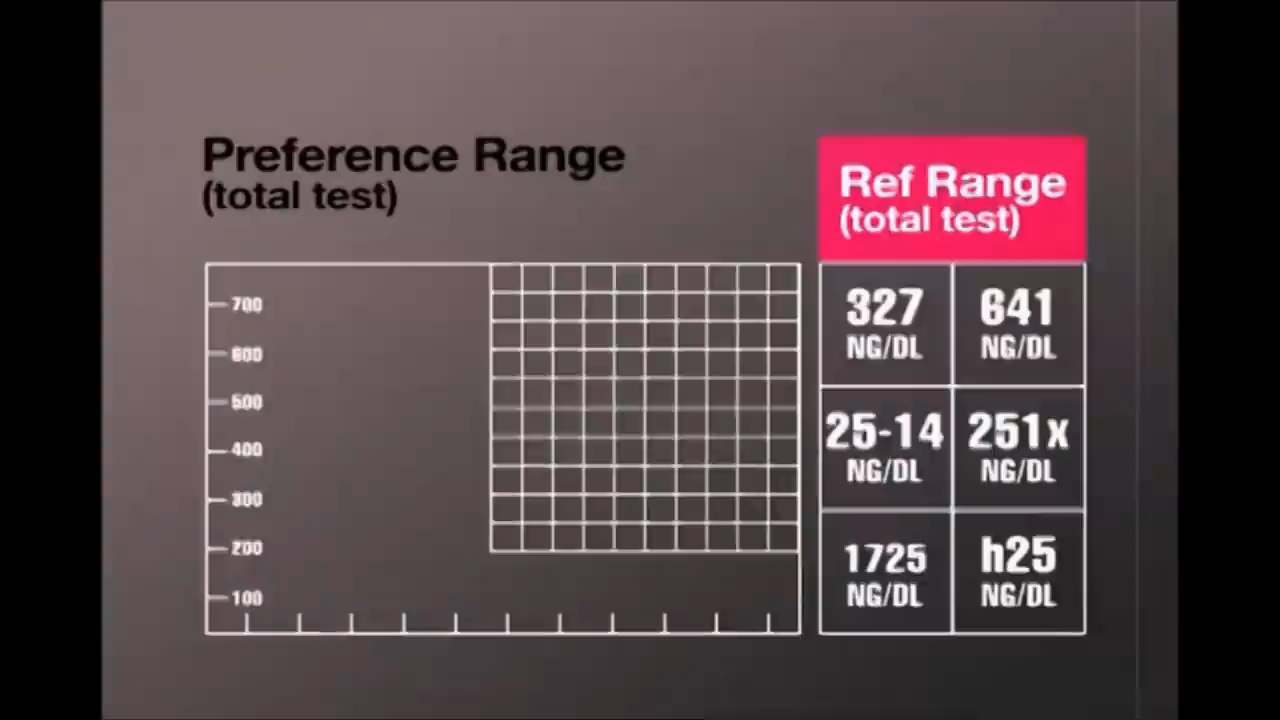 Preference Range
(total test)
Ref Range
(total test)
700
600
500
400
300
200
100
327 641
NG/DL NG/DL
25-14 251x
NG/DL NG/DL
1725 h25
NG/DL NG/DL